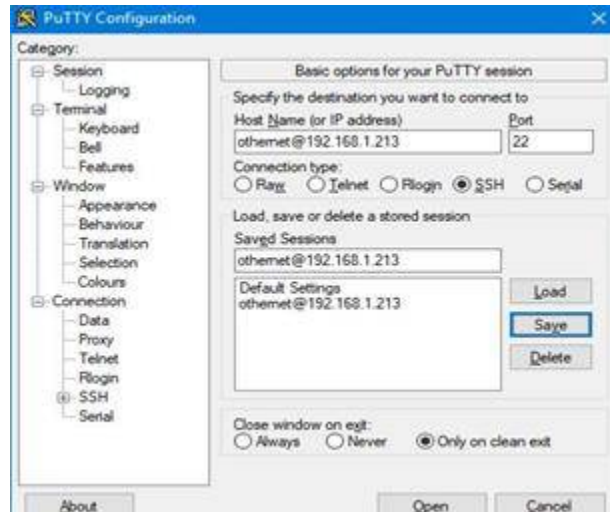 PuTTY Configuration
Category:
Session
Logging
Terminal
Keyboard
Bell
Features
Window
Appearance
Behaviour
Translation
Selection
Colours
Connection
Data
Proxy
Telnet
Rlogin
SSH
Serial
Basic options for your PuTTY session
Specify the destination you want to connect to
Host Name (or IP address) Port
othernet@192.168.1.213 22
Connection type:
Raw Telnet Rlogin SSH Serial
Load, save or delete a stored session
Saved Sessions
othernet@192.168.1.213
Default Settings
othernet@192.168.1.213
Load
Save
Delete
Close window on exit:
Always Never Only on clean exit
About Open Cancel